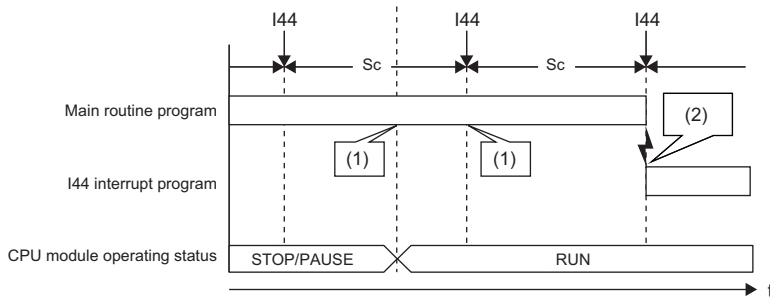 I44 I44 I44
Sc Sc
Main routine program
(2)
(1) (1)
I44 interrupt program
CPU module operating status STOP/PAUSE RUN
t